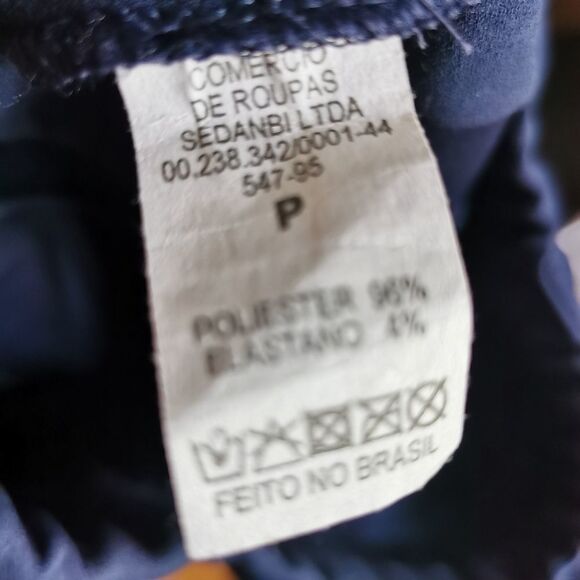 COMERCIO
DE ROUPAS
SEDANBI LTDA
00.238.342/0001-44
547-95
P
POLIESTER 96%
ELASTANO 4%
FEITO NO BRASIL